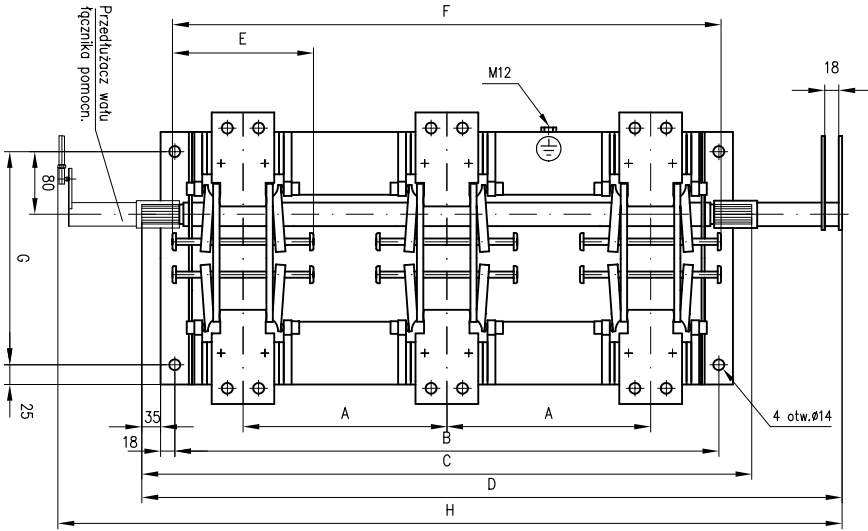 F
E
18
M12
Przedłużacz wału
łącznika pomocn.
80
G
25
35
18
A
A
4 otw.ø14
B
C
D
H